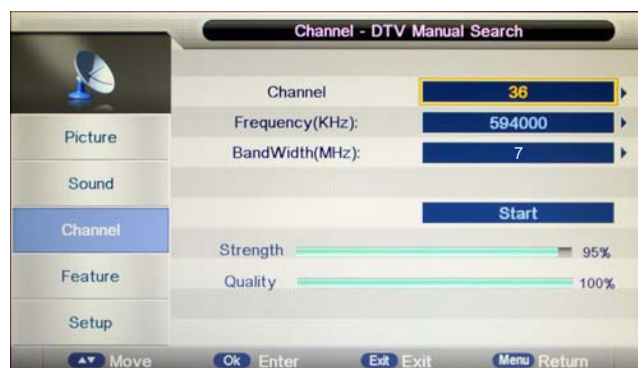 Channel - DTV Manual Search
Channel 36
Frequency(KHz): 594000
BandWidth(MHz): 7
Start
Strength 95%
Quality 100%
Picture
Sound
Channel
Feature
Setup
Move Ok Enter Exit Exit Menu Return